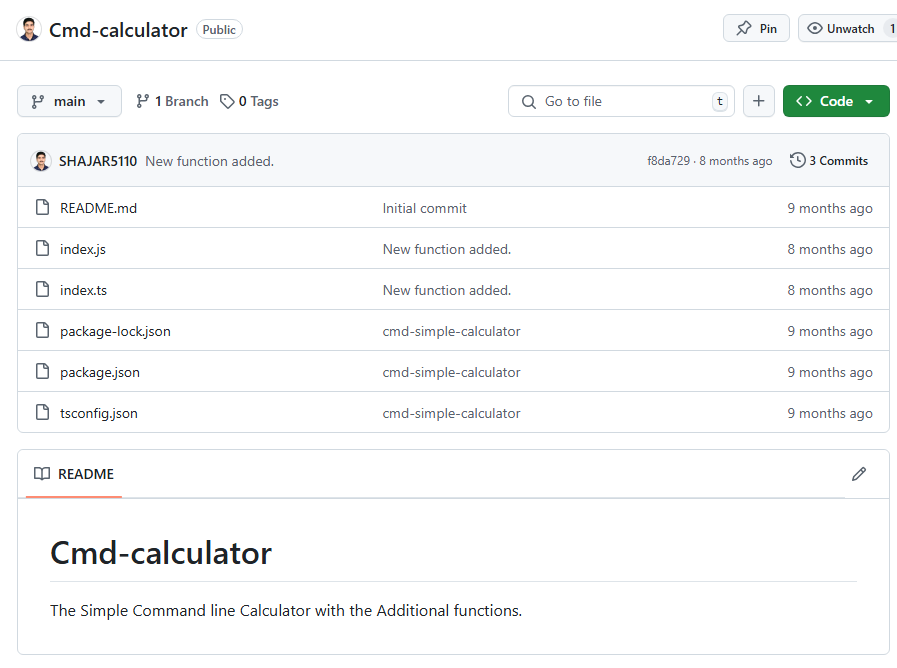 Cmd-calculator Public Pin Unwatch 1
main 1 Branch 0 Tags Go to file t Code
SHAJAR5110 New function added. f8da729 · 8 months ago 3 Commits
README.md Initial commit 9 months ago
index.js New function added. 8 months ago
index.ts New function added. 8 months ago
package-lock.json cmd-simple-calculator 9 months ago
package.json cmd-simple-calculator 9 months ago
tsconfig.json cmd-simple-calculator 9 months ago
README
Cmd-calculator
The Simple Command line Calculator with the Additional functions.